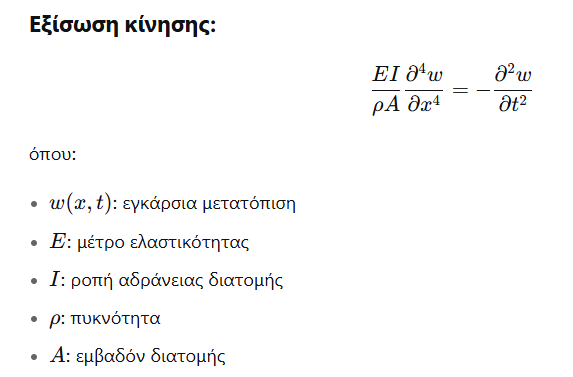 Εξίσωση κίνησης:
\frac{EI}{\rho A} \frac{\partial^4 w}{\partial x^4} = -\frac{\partial^2 w}{\partial t^2}
όπου:
• w(x, t): εγκάρσια μετατόπιση
• E: μέτρο ελαστικότητας
• I: ροπή αδράνειας διατομής
• ρ: πυκνότητα
• A: εμβαδόν διατομής